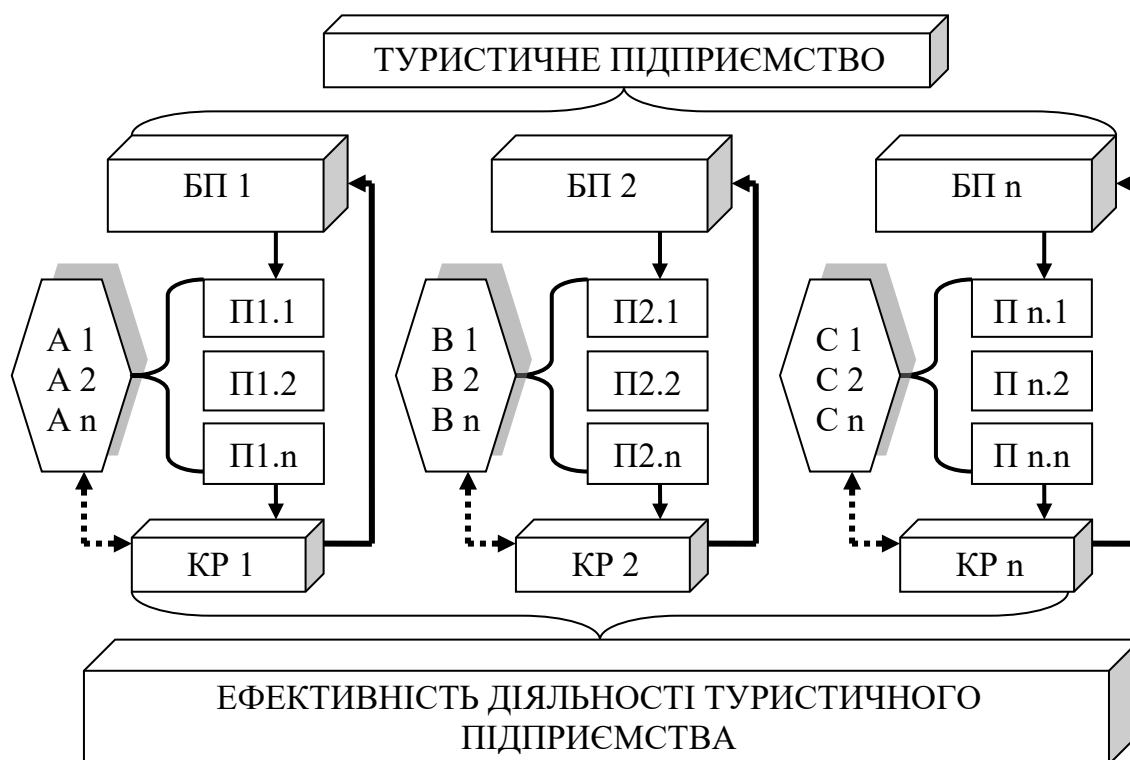 ТУРИСТИЧНЕ ПІДПРИЄМСТВО
БП 1
БП 2
БП n
А 1
А 2
А n
П1.1
П1.2
П1.n
В 1
В 2
В n
П2.1
П2.2
П2.n
С 1
С 2
С n
П n.1
П n.2
П n.n
КР 1
КР 2
КР n
ЕФЕКТИВНІСТЬ ДІЯЛЬНОСТІ ТУРИСТИЧНОГО
ПІДПРИЄМСТВА